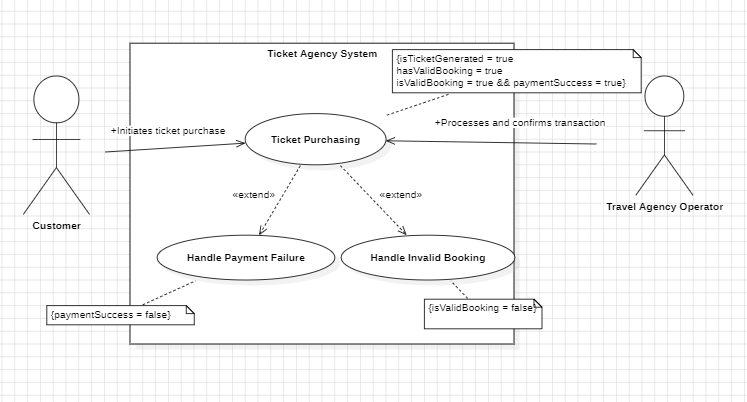 Ticket Agency System
{isTicketGenerated = true
hasValidBooking = true
isValidBooking = true && paymentSuccess = true}
+Initiates ticket purchase
+Processes and confirms transaction
Ticket Purchasing
«extend»
«extend»
Customer
Travel Agency Operator
Handle Payment Failure
Handle Invalid Booking
{paymentSuccess = false}
{isValidBooking = false}